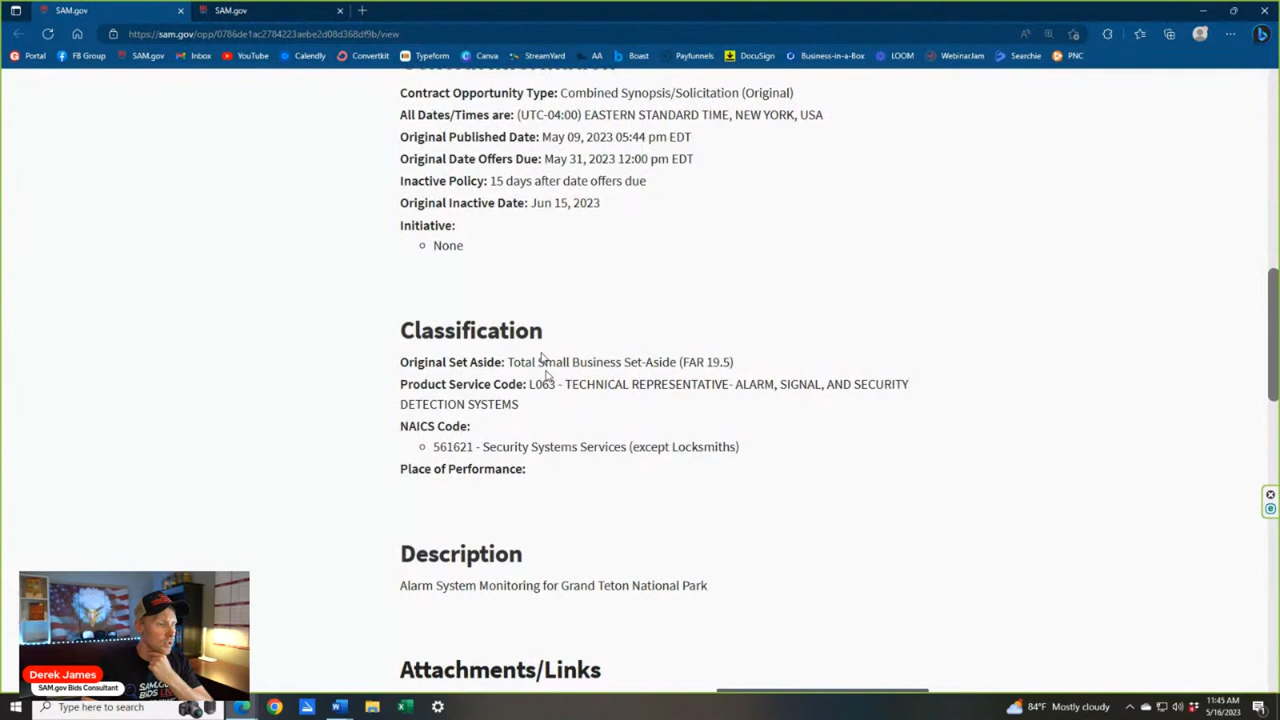 SAM.gov
SAM.gov
https://sam.gov/opp/0786de1ac2784223aebe2d08d368df9b/view
Portal
FB Group
SAM.gov
Inbox
YouTube
Calendly
Convertkit
Typeform
Canva
StreamYard
AA
Boast
Payfunnels
DocuSign
Business-in-a-Box
LOOM
WebinarJam
Searchie
PNC
Contract Opportunity Type: Combined Synopsis/Solicitation (Original)
All Dates/Times are: (UTC-04:00) EASTERN STANDARD TIME, NEW YORK, USA
Original Published Date: May 09, 2023 05:44 pm EDT
Original Date Offers Due: May 31, 2023 12:00 pm EDT
Inactive Policy: 15 days after date offers due
Original Inactive Date: Jun 15, 2023
Initiative:
None
Classification
Original Set Aside: Total Small Business Set-Aside (FAR 19.5)
Product Service Code: L063 - TECHNICAL REPRESENTATIVE- ALARM, SIGNAL, AND SECURITY
DETECTION SYSTEMS
NAICS Code:
561621 - Security Systems Services (except Locksmiths)
Place of Performance:
Description
Alarm System Monitoring for Grand Teton National Park
Attachments/Links
SAM.GOV
BIDS
Derek James
SAM.gov Bids Consultant
Type here to search
84°F Mostly cloudy
11:45 AM
5/16/2023